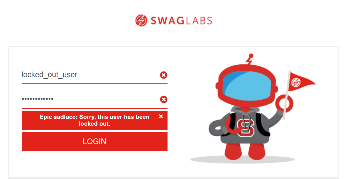 SWAGLABS
locked_out_user
••••••••••••
Epic sadface: Sorry, this user has been
locked out.
LOGIN